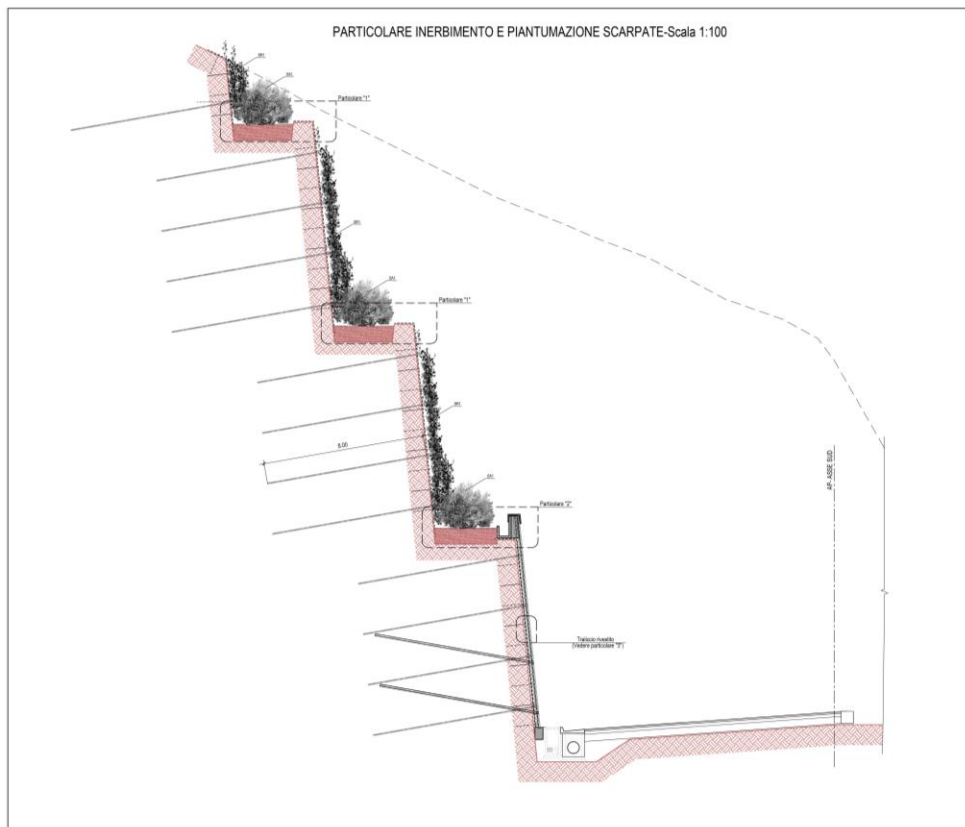 PARTICOLARE INERBIMENTO E PIANTUMAZIONE SCARPATE-Scala 1:100
Particolare "1"
Particolare "1"
8,00
Particolare "2"
AP- ASSE SUD
Traliccio rivestito
(Vedere particolare "3")